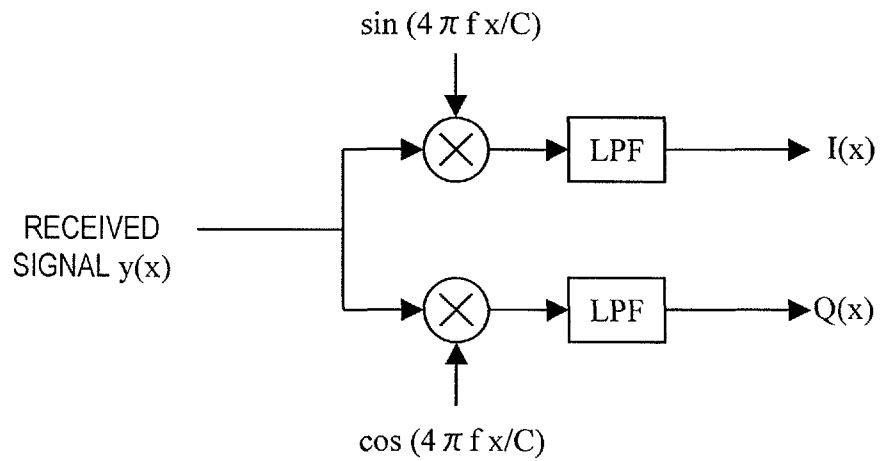 sin (4 π f x/C)
LPF
I(x)
RECEIVED
SIGNAL y(x)
LPF
Q(x)
cos (4 π f x/C)